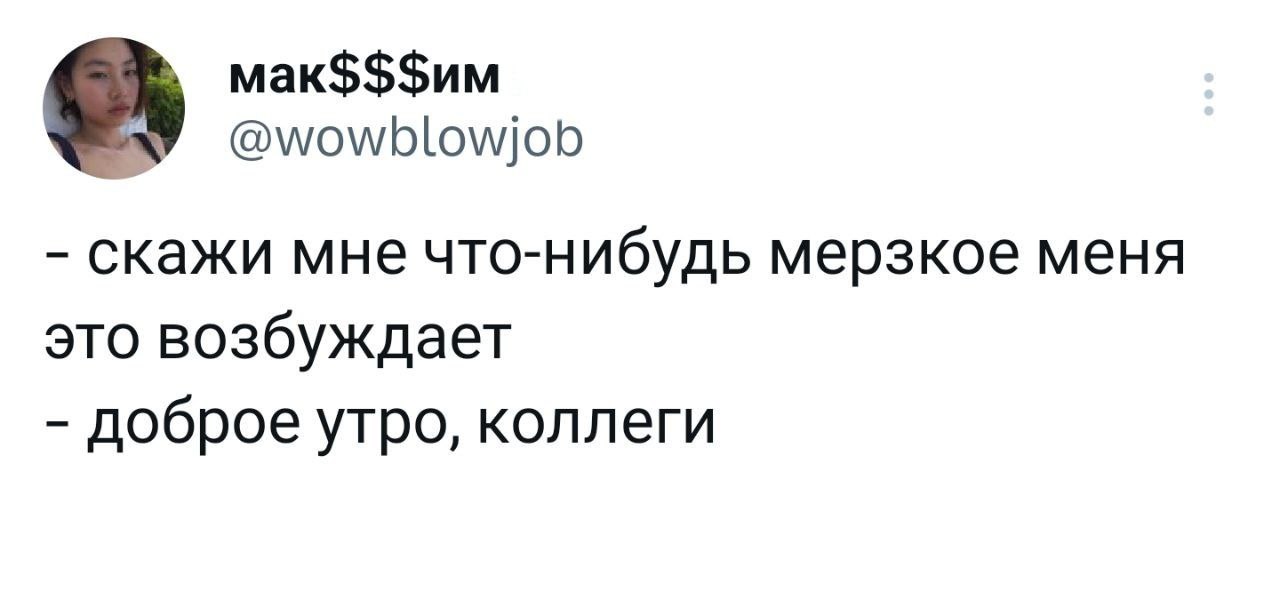 мак$$$им
@wowblowjob
- скажи мне что-нибудь мерзкое меня
это возбуждает
- доброе утро, коллеги